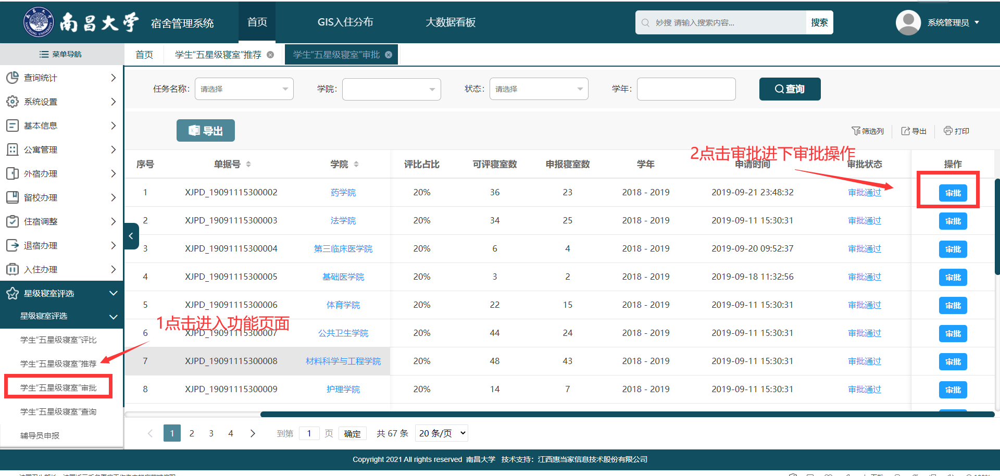 南昌大学 宿舍管理系统 首页 GIS入住分布 大数据看板 妙搜 请输入搜索内容... 搜索 系统管理员
菜单导航 首页 学生“五星级寝室”推荐 学生“五星级寝室”审批
查询统计
系统设置
基本信息
公寓管理
外宿办理
留校办理
住宿调整
退宿办理
入住办理
星级寝室评选
星级寝室评选
学生“五星级寝室”评比
学生“五星级寝室”推荐
学生“五星级寝室”审批
学生“五星级寝室”查询
辅导员申报
任务名称: 请选择 学院: 状态: 请选择 学年: 查询
导出 筛选列 导出 打印
2点击审批进下审批操作
序号 单据号 学院 评比占比 可评寝室数 申报寝室数 学年 申请时间 审批状态 操作
1 XJPD_19091115300002 药学院 20% 36 23 2018 - 2019 2019-09-21 23:48:32 审批通过 审批
2 XJPD_19091115300003 法学院 20% 34 25 2018 - 2019 2019-09-11 15:30:31 审批通过 审批
3 XJPD_19091115300004 第三临床医学院 20% 6 4 2018 - 2019 2019-09-20 09:52:37 审批通过 审批
4 XJPD_19091115300005 基础医学院 20% 3 2 2018 - 2019 2019-09-18 11:32:56 审批通过 审批
5 XJPD_19091115300006 体育学院 20% 22 15 2018 - 2019 2019-09-11 15:30:31 审批通过 审批
1点击进入功能页面
6 XJPD_19091115300007 公共卫生学院 20% 44 24 2018 - 2019 2019-09-11 15:30:31 审批通过 审批
7 XJPD_19091115300008 材料科学与工程学院 20% 48 43 2018 - 2019 2019-09-11 15:30:31 审批通过 审批
8 XJPD_19091115300009 护理学院 20% 14 7 2018 - 2019 2019-09-11 15:30:31 审批通过 审批
1 2 3 4 到第 1 页 确定 共 67 条 20 条/页
Copyright 2021 All rights reserved 南昌大学 技术支持：江西惠当家信息技术股份有限公司